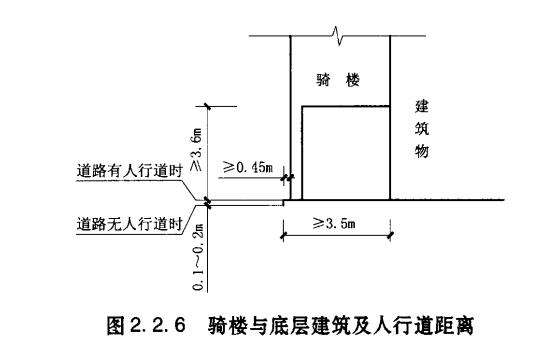 骑 楼
建筑物
≥3.6m
≥0.45m
道路有人行道时
道路无人行道时
≥3.5m
0.1～0.2m
图 2.2.6 骑楼与底层建筑及人行道距离